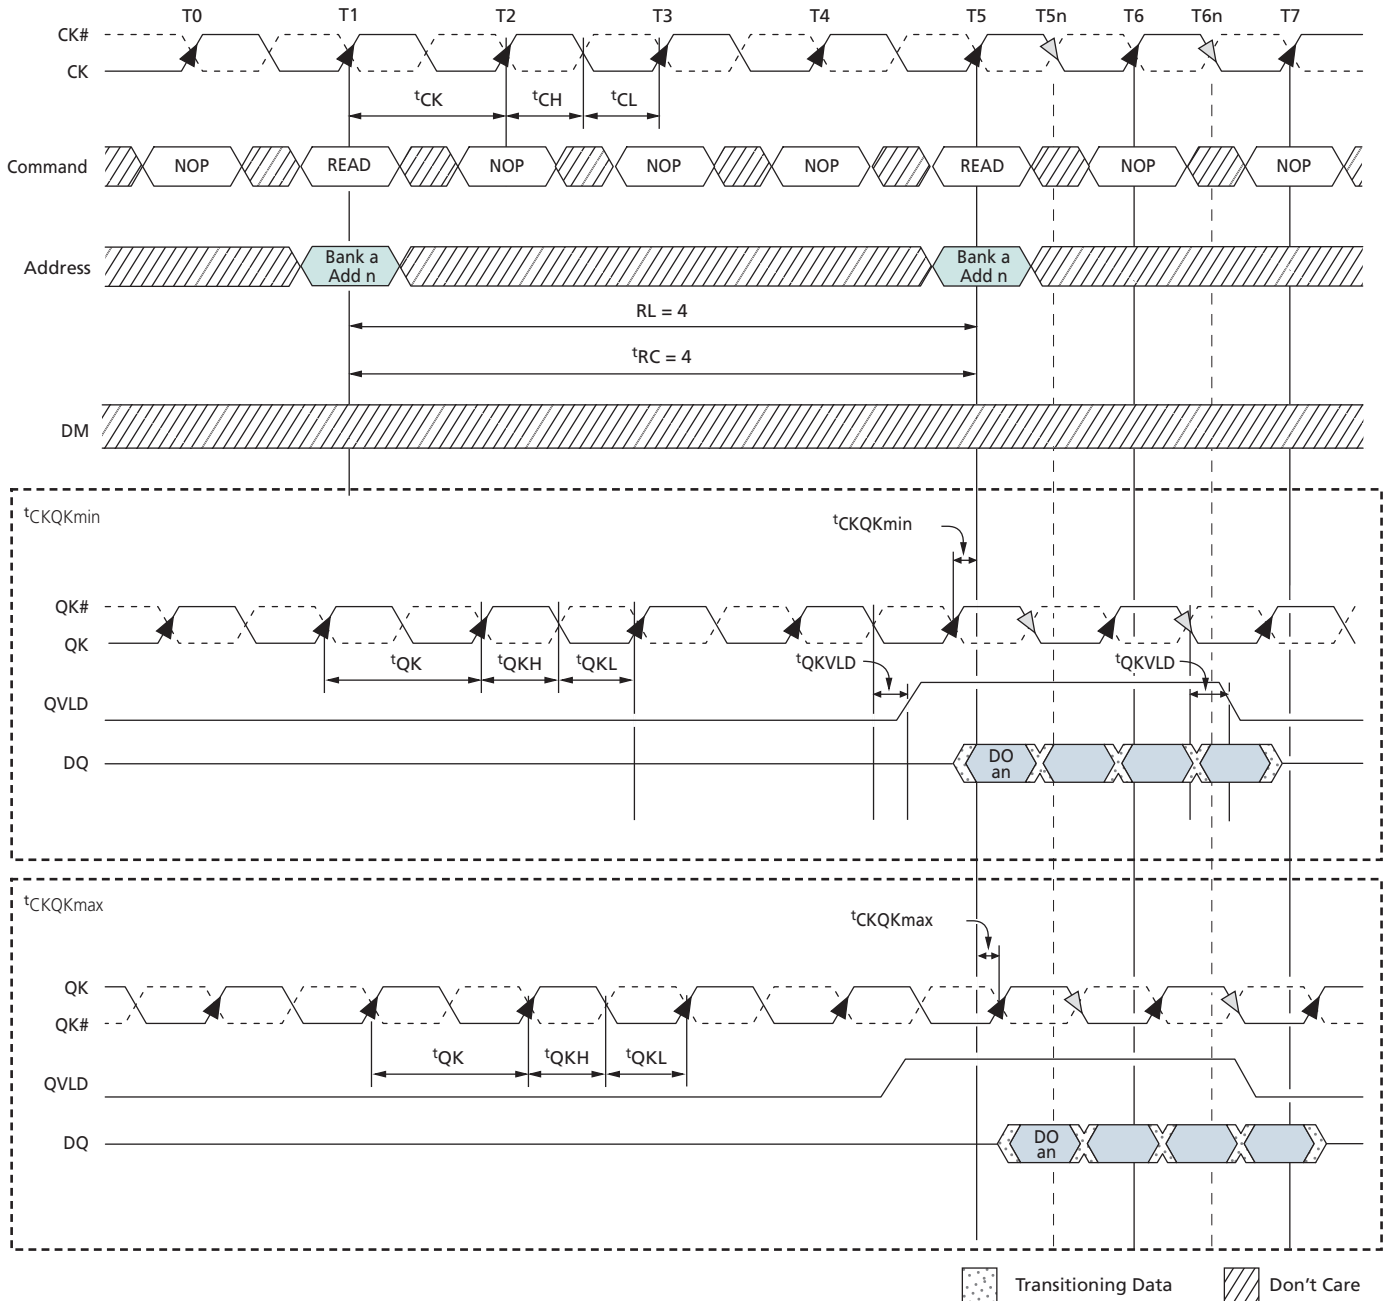 T0 T1 T2 T3 T4 T5 T5n T6 T6n T7
CK#
CK
tCK tCH tCL
Command NOP READ NOP NOP NOP READ NOP NOP
Address Bank a Bank a
Add n Add n
RL = 4
tRC = 4
DM
tCKQKmin
tCKQKmin
QK#
QK
tQK tQKH tQKL tQKVLD tQKVLD
QVLD
DQ DO
an
tCKQKmax
tCKQKmax
QK
QK#
tQK tQKH tQKL
QVLD
DQ DO
an
Transitioning Data Don't Care